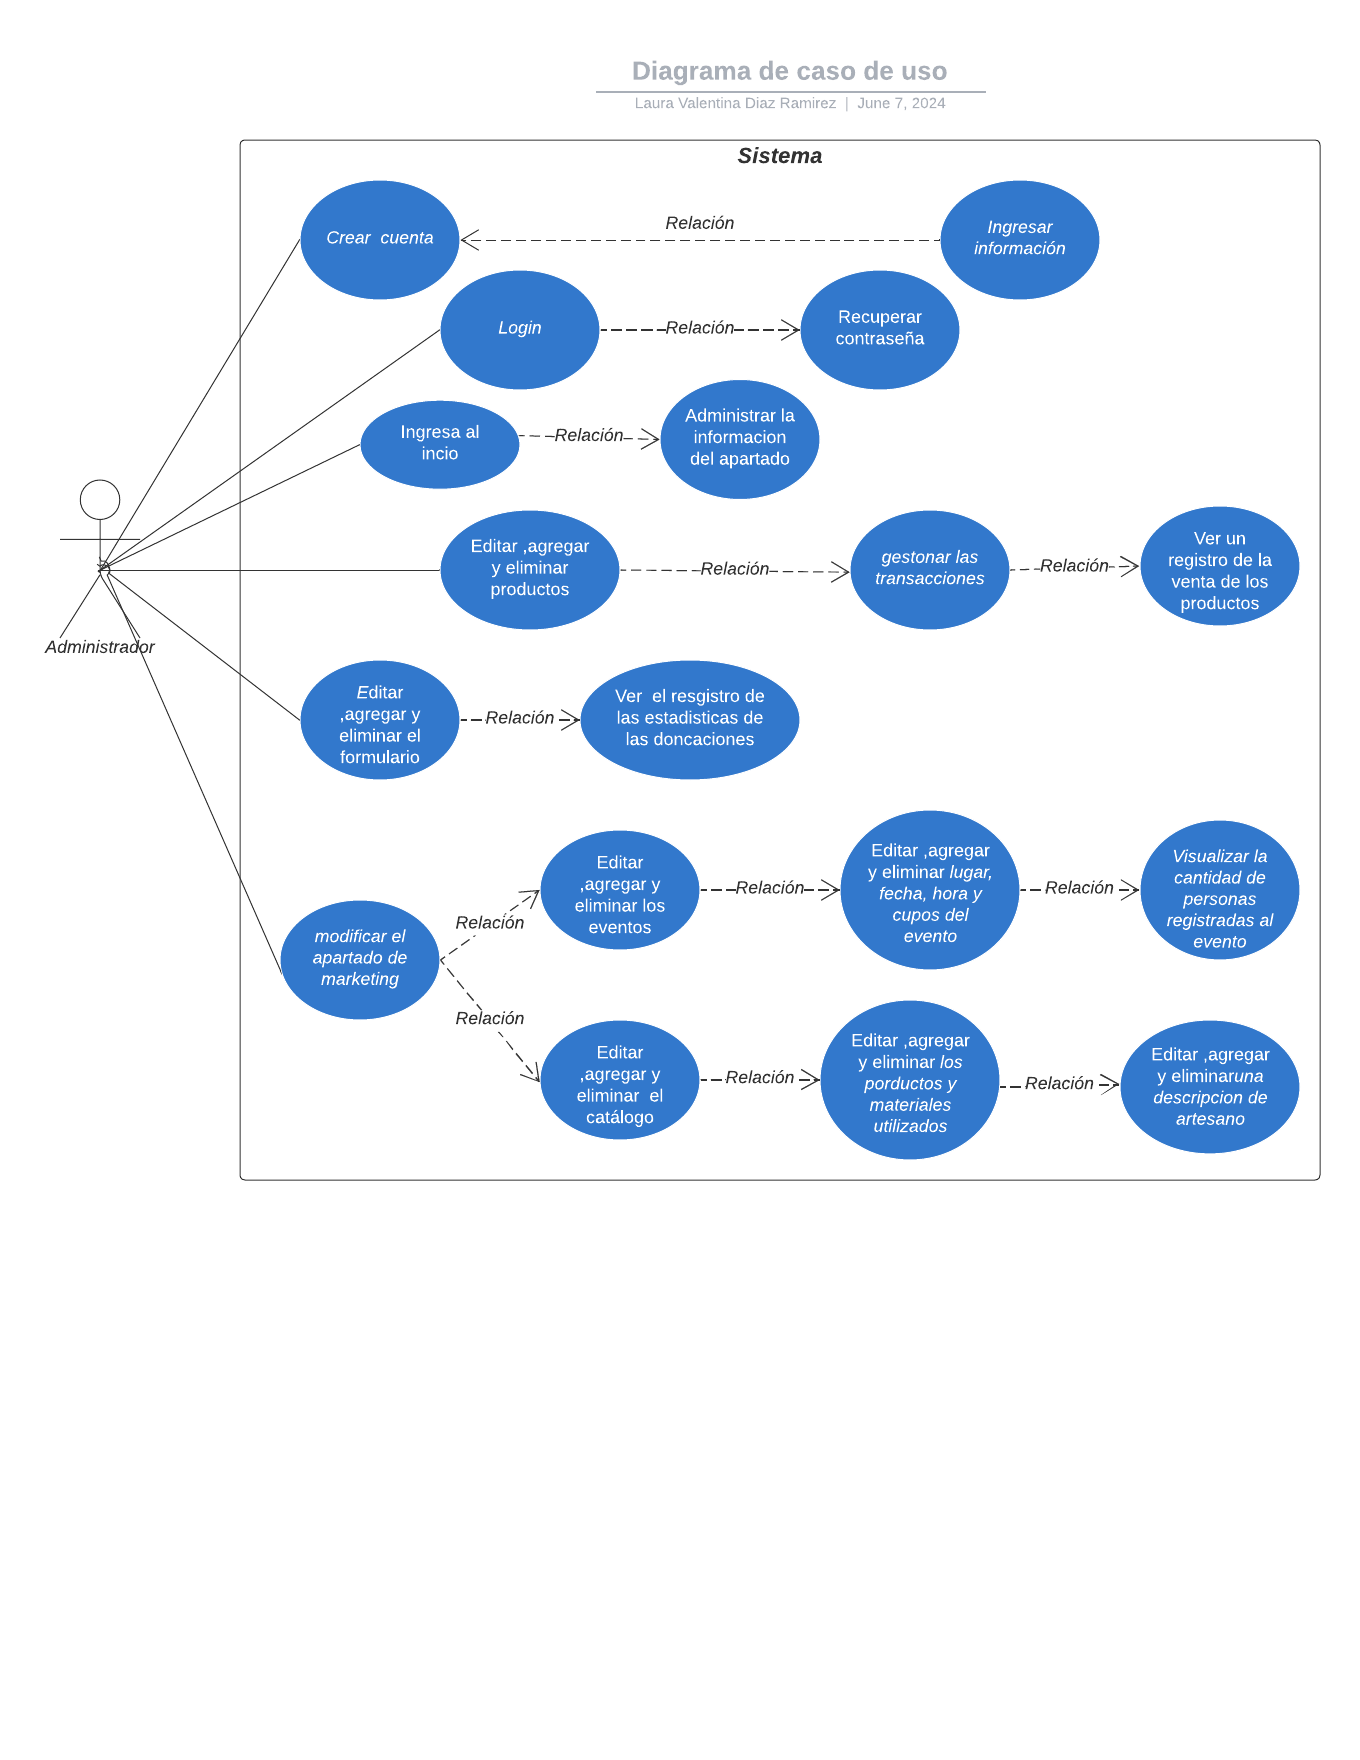 Diagrama de caso de uso
Laura Valentina Diaz Ramirez | June 7, 2024
Sistema
Crear  cuenta
Relación
Ingresar
información
Login
Relación
Recuperar
contraseña
Ingresa al
incio
Relación
Administrar la
informacion
del apartado
Administrador
Editar ,agregar
y eliminar
productos
Relación
gestonar las
transacciones
Relación
Ver un
registro de la
venta de los
productos
Editar
,agregar y
eliminar el
formulario
Relación
Ver  el resgistro de
las estadisticas de
las doncaciones
modificar el
apartado de
marketing
Relación
Editar
,agregar y
eliminar los
eventos
Relación
Editar ,agregar
y eliminar lugar,
fecha, hora y
cupos del
evento
Relación
Visualizar la
cantidad de
personas
registradas al
evento
Relación
Editar
,agregar y
eliminar  el
catálogo
Relación
Editar ,agregar
y eliminar los
porductos y
materiales
utilizados
Relación
Editar ,agregar
y eliminaruna
descripcion de
artesano